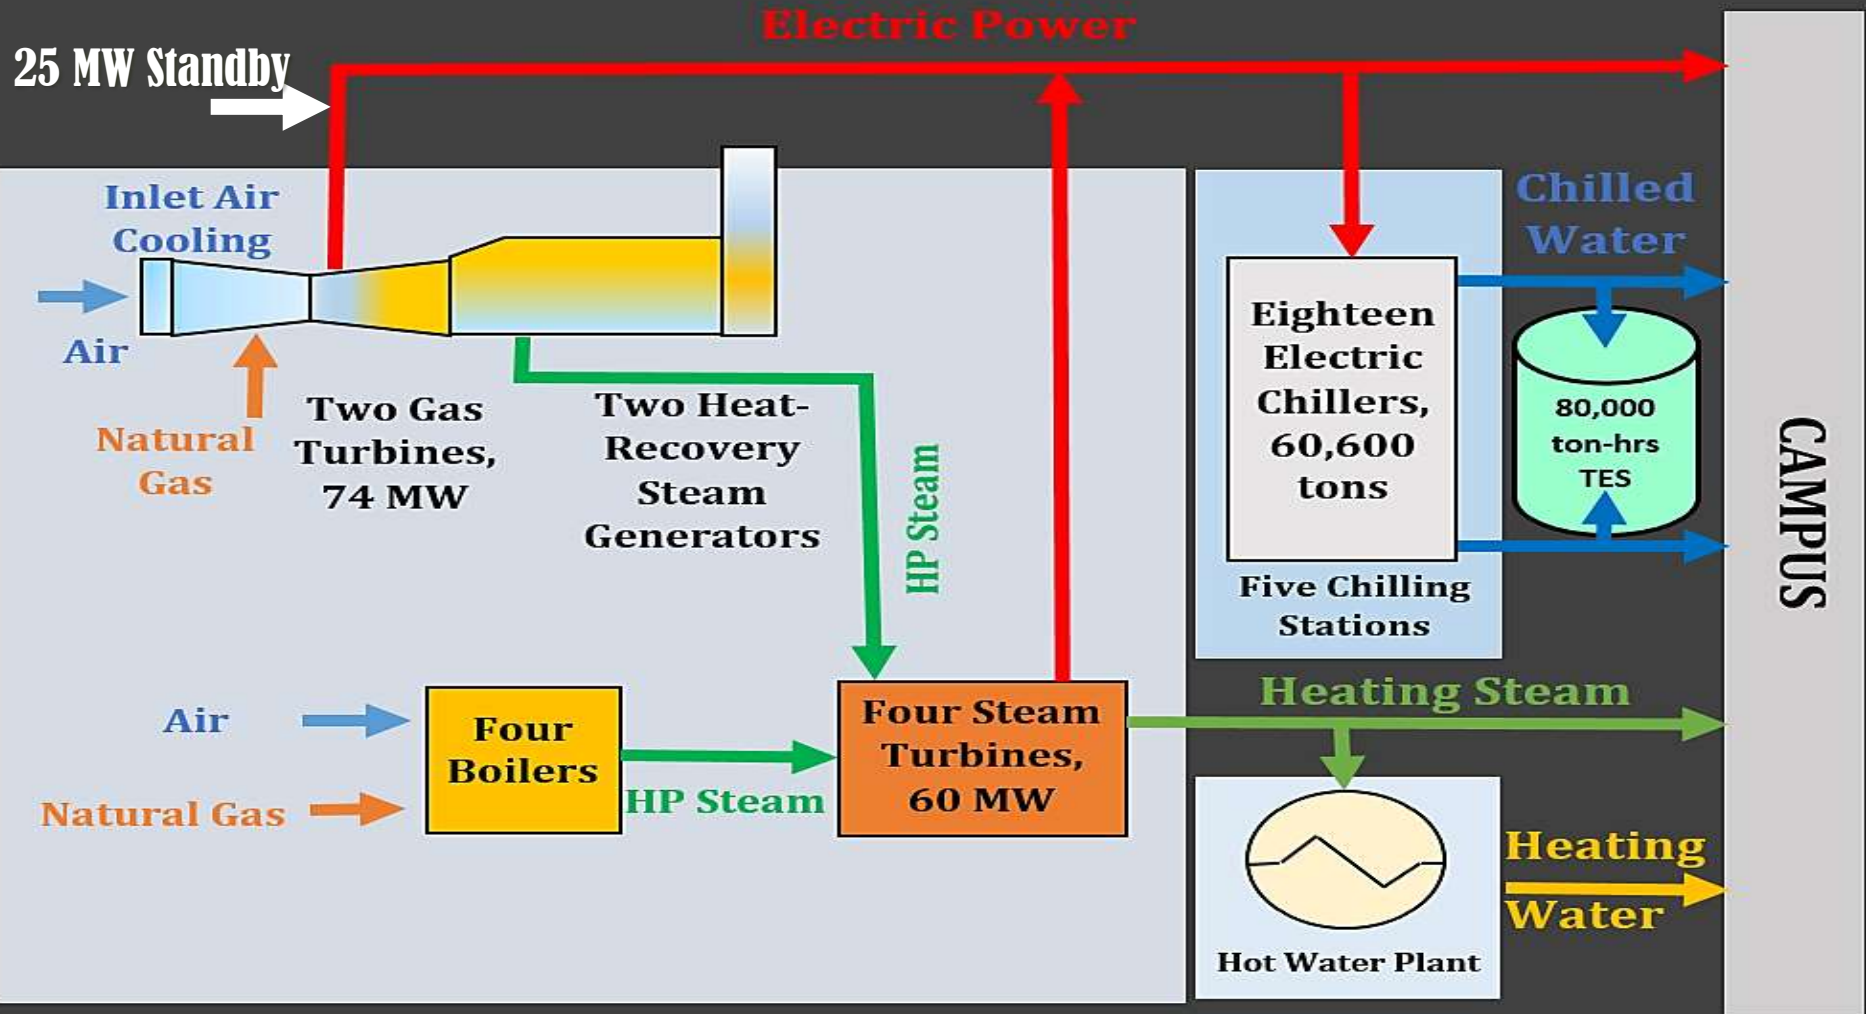 Electric Power
25 MW Standby
Inlet Air
Cooling
Air
Natural
Gas
Two Gas
Turbines,
74 MW
Two Heat-
Recovery
Steam
Generators
HP Steam
Air
Natural Gas
Four
Boilers
HP Steam
Four Steam
Turbines,
60 MW
Eighteen
Electric
Chillers,
60,600
tons
Five Chilling
Stations
Chilled
Water
80,000
ton-hrs
TES
Heating Steam
Hot Water Plant
Heating
Water
CAMPUS